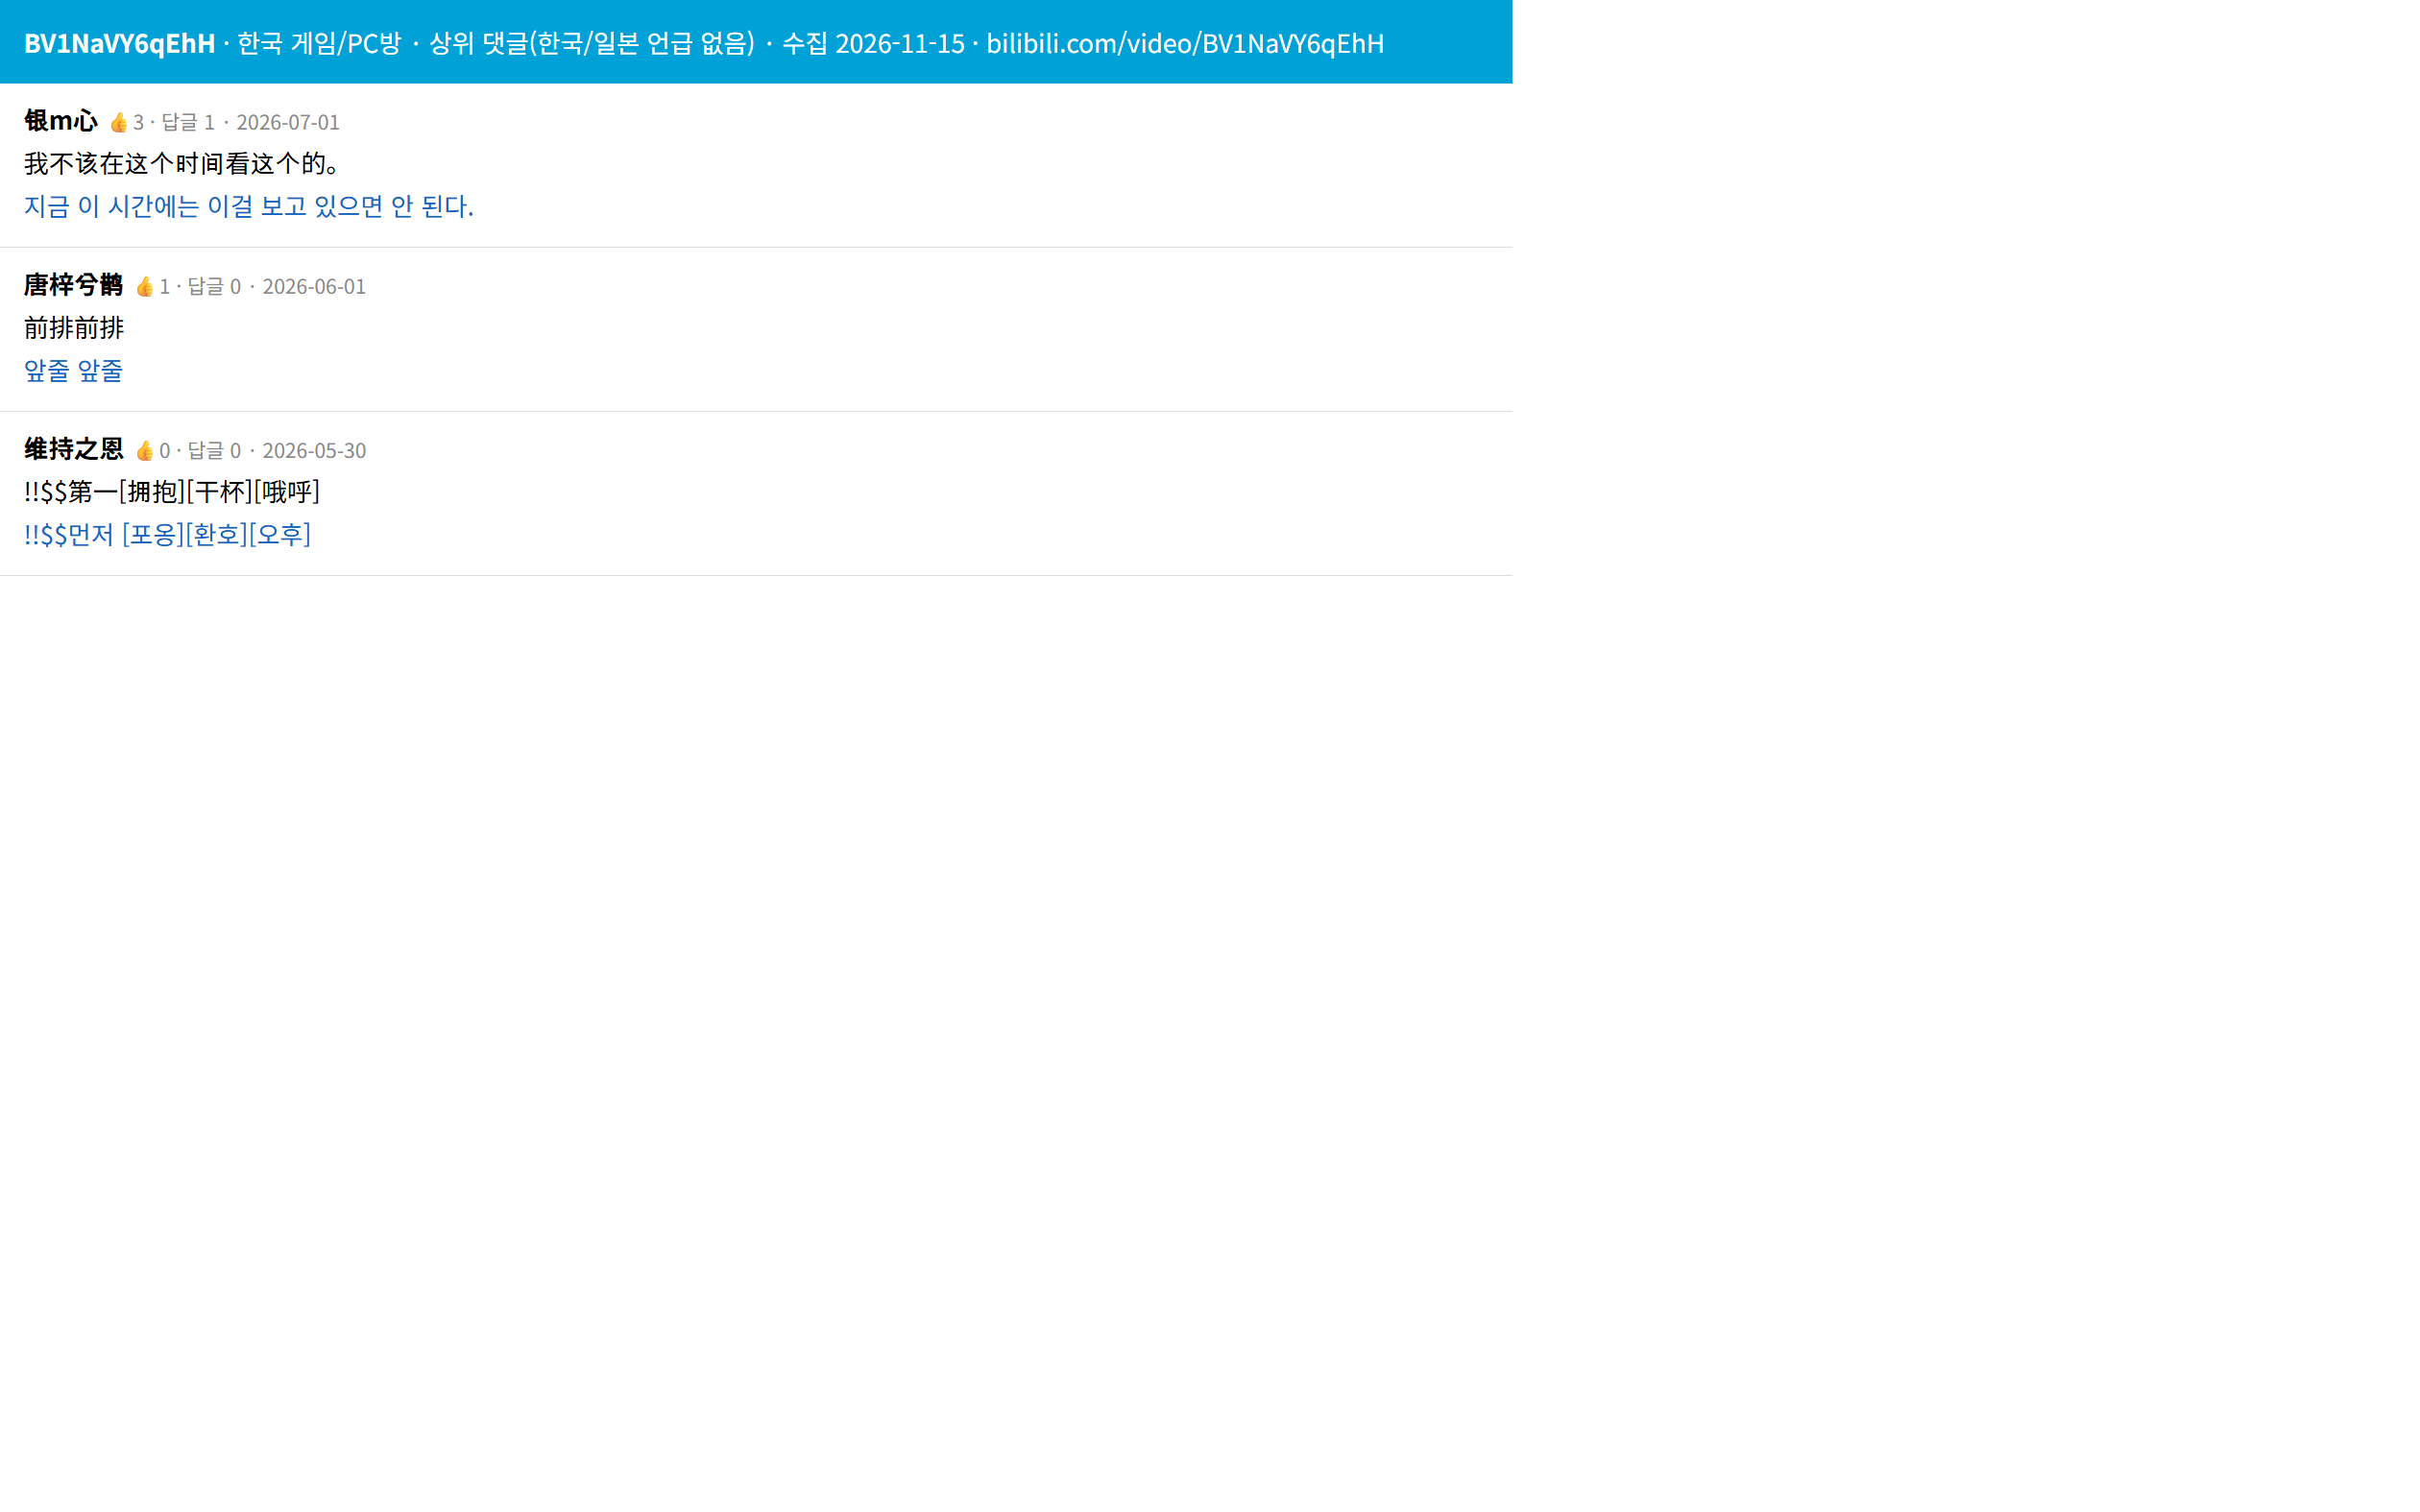 BV1NaVY6qEhH · 한국 게임/PC방 · 상위 댓글(한국/일본 언급 없음) · 수집 2026-11-15 · bilibili.com/video/BV1NaVY6qEhH
银m心 👍 3 · 답글 1 · 2026-07-01
我不该在这个时间看这个的。
지금 이 시간에는 이걸 보고 있으면 안 된다.
唐梓兮鹊 👍 1 · 답글 0 · 2026-06-01
前排前排
앞줄 앞줄
维持之恩 👍 0 · 답글 0 · 2026-05-30
!!$$第一[拥抱][干杯][哦呼]
!!$$먼저 [포옹][환호][오후]